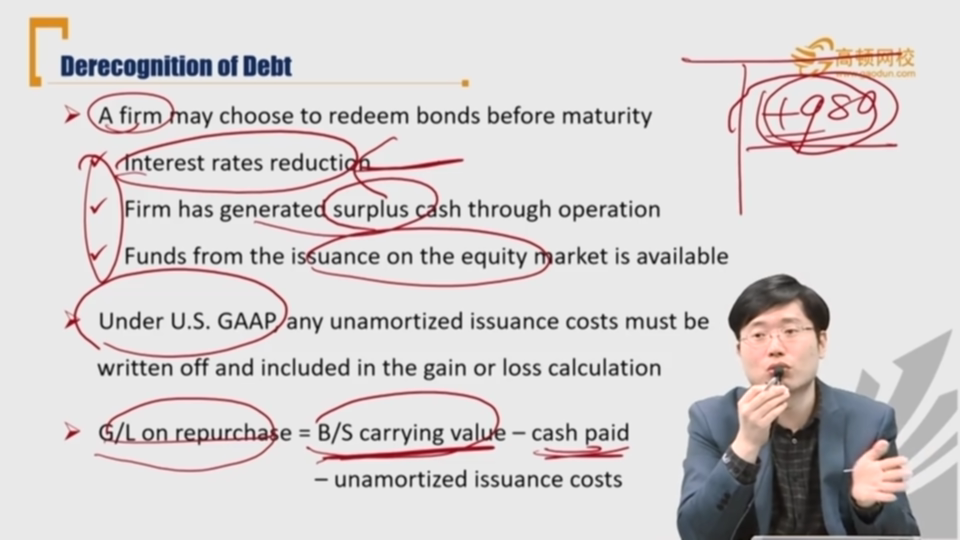 Derecognition of Debt
高顿网校
www.gaodun.com
A firm may choose to redeem bonds before maturity
Interest rates reduction
Firm has generated surplus cash through operation
Funds from the issuance on the equity market is available
Under U.S. GAAP, any unamortized issuance costs must be
written off and included in the gain or loss calculation
G/L on repurchase = B/S carrying value – cash paid
– unamortized issuance costs